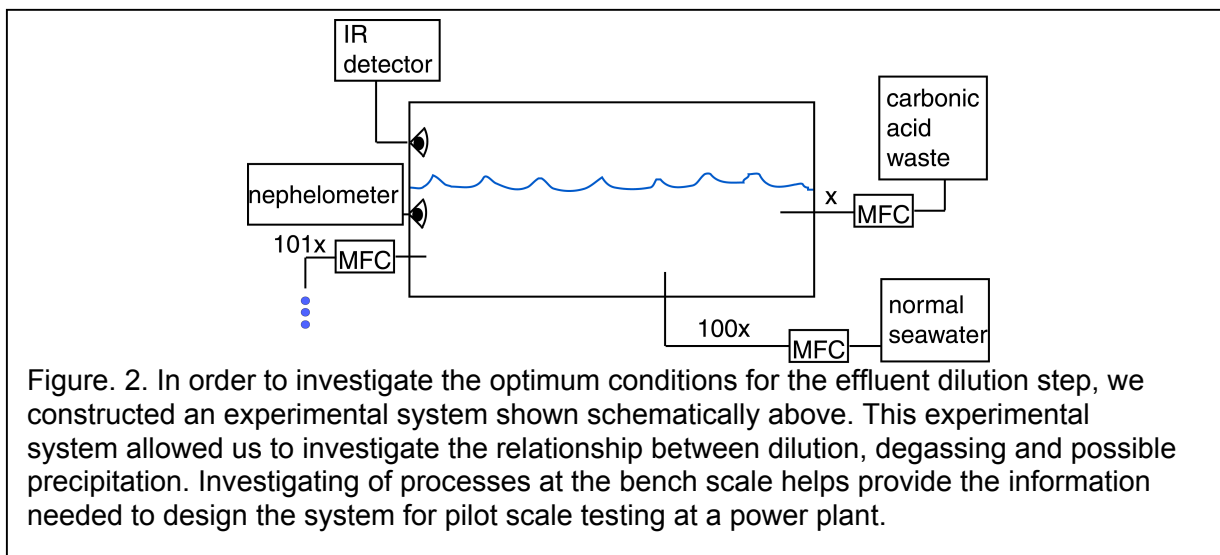 IR
detector
carbonic
acid
waste
nephelometer
x
MFC
101x
MFC
normal
seawater
100x
MFC
Figure. 2. In order to investigate the optimum conditions for the effluent dilution step, we
constructed an experimental system shown schematically above. This experimental
system allowed us to investigate the relationship between dilution, degassing and possible
precipitation. Investigating of processes at the bench scale helps provide the information
needed to design the system for pilot scale testing at a power plant.